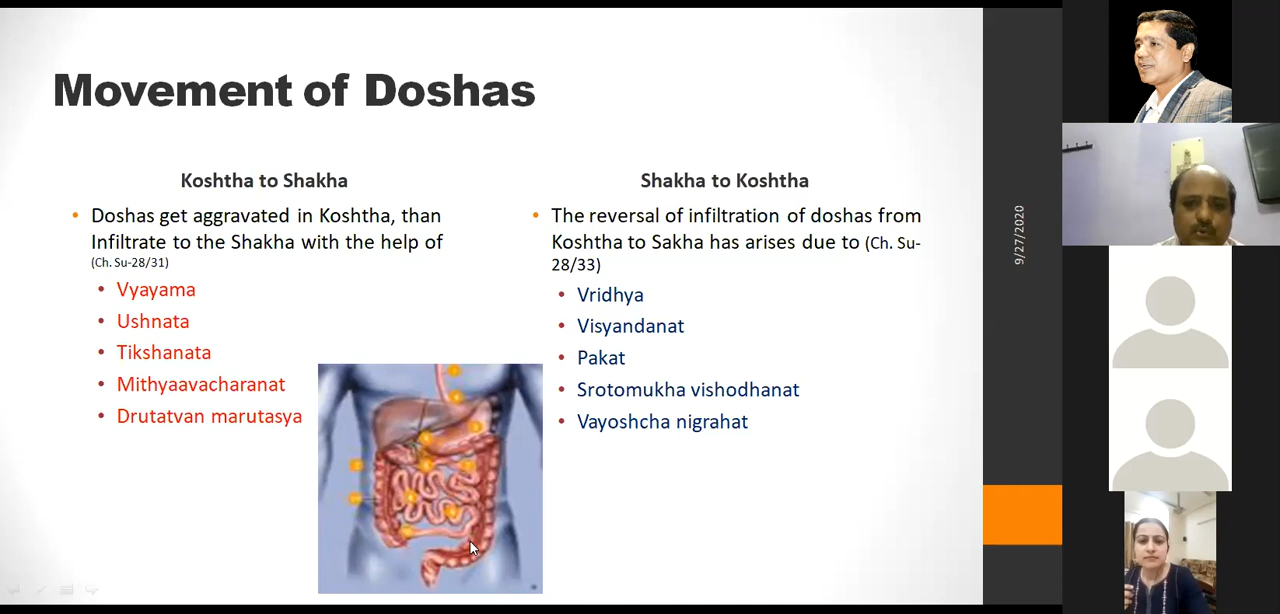 Movement of Doshas
Koshtha to Shakha
• Doshas get aggravated in Koshtha, than
Infiltrate to the Shakha with the help of
(Ch. Su-28/31)
• Vyayama
• Ushnata
• Tikshanata
• Mithyaavacharanat
• Drutatvan marutasya
Shakha to Koshtha
• The reversal of infiltration of doshas from
Koshtha to Sakha has arises due to (Ch. Su-
28/33)
• Vridhya
• Visyandanat
• Pakat
• Srotomukha vishodhanat
• Vayoshcha nigrahat
9/27/2020